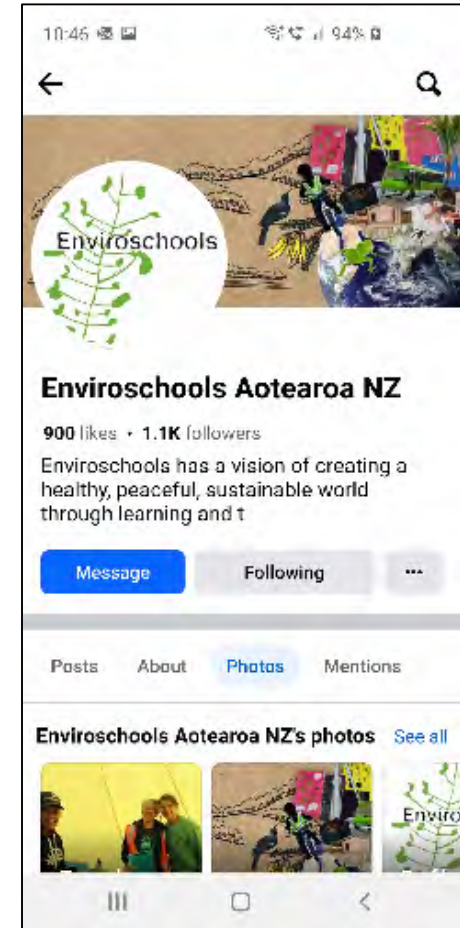 10:46
94%
Enviroschools
Enviroschools Aotearoa NZ
900 likes • 1.1K followers
Enviroschools has a vision of creating a
healthy, peaceful, sustainable world
through learning and t
Message
Following
Posts About Photos Mentions
Enviroschools Aotearoa NZ's photos See all
Enviro